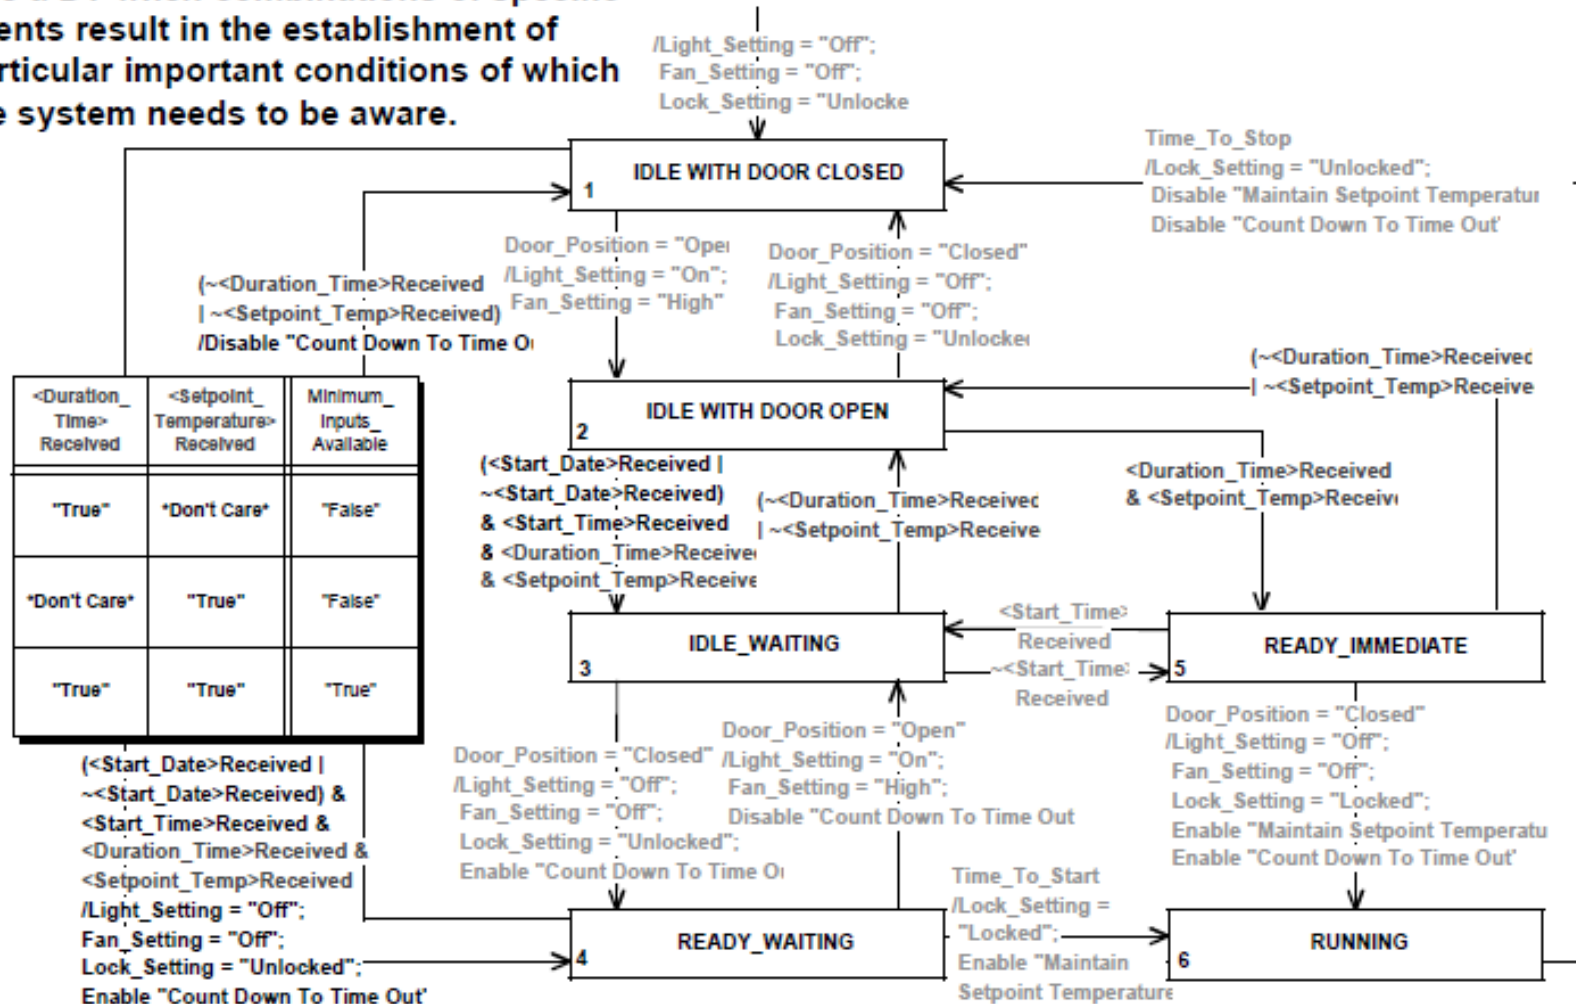 ents result in the establishment of
rticular important conditions of which
e system needs to be aware.
/Light_Setting = "Off";
Fan_Setting = "Off";
Lock_Setting = "Unlocke
IDLE WITH DOOR CLOSED
1
Time_To_Stop
/Lock_Setting = "Unlocked";
Disable "Maintain Setpoint Temperatur
Disable "Count Down To Time Out"
Door_Position = "Open
/Light_Setting = "On";
Fan_Setting = "High"
Door_Position = "Closed"
/Light_Setting = "Off";
Fan_Setting = "Off";
Lock_Setting = "Unlocked
(~<Duration_Time>Received
| ~<Setpoint_Temp>Received)
/Disable "Count Down To Time Ou
<Duration_
Time>
Received
<Setpoint_
Temperature>
Received
Minimum_
Inputs_
Available
"True"
*Don't Care*
"False"
*Don't Care*
"True"
"False"
"True"
"True"
"True"
IDLE WITH DOOR OPEN
2
(~<Duration_Time>Received
| ~<Setpoint_Temp>Receive
(<Start_Date>Received |
~<Start_Date>Received)
& <Start_Time>Received
& <Duration_Time>Received
& <Setpoint_Temp>Receive
(~<Duration_Time>Received
| ~<Setpoint_Temp>Receive
<Duration_Time>Received
& <Setpoint_Temp>Receiv
IDLE_WAITING
3
<Start_Time>
Received
~<Start_Time>
Received
READY_IMMEDIATE
5
Door_Position = "Closed"
/Light_Setting = "Off";
Fan_Setting = "Off";
Lock_Setting = "Unlocked";
Enable "Count Down To Time Ou
Door_Position = "Open"
/Light_Setting = "On";
Fan_Setting = "High";
Disable "Count Down To Time Out
Door_Position = "Closed"
/Light_Setting = "Off";
Fan_Setting = "Off";
Lock_Setting = "Locked";
Enable "Maintain Setpoint Temperatu
Enable "Count Down To Time Out"
(<Start_Date>Received |
~<Start_Date>Received) &
<Start_Time>Received &
<Duration_Time>Received &
<Setpoint_Temp>Received
/Light_Setting = "Off";
Fan_Setting = "Off";
Lock_Setting = "Unlocked";
Enable "Count Down To Time Out"
READY_WAITING
4
Time_To_Start
/Lock_Setting =
"Locked";
Enable "Maintain
Setpoint Temperature
RUNNING
6